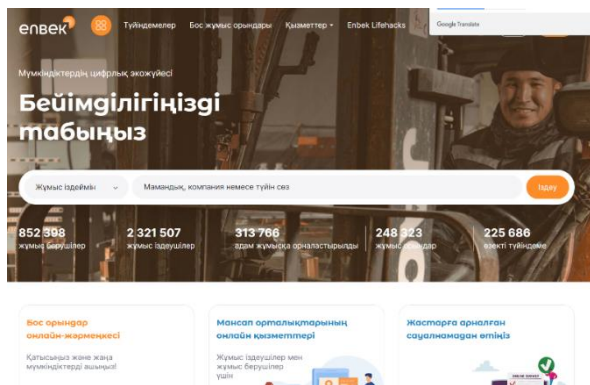 enbek
Түйіндемелер Бос жұмыс орындары Қызметтер Enbek Lifehacks
Google Translate
Мүмкіндіктердің цифрлық экожүйесі
Бейімділігіңізді
табыңыз
Жұмыс іздеймін Мамандық, компания немесе түйін сөз Іздеу
852 398 2 321 507 313 766 248 323 225 686
жұмыс берушілер жұмыс іздеушілер адам жұмысқа орналастырылды жұмыс орындар өзекті түйіндеме
Бос орындар
онлайн-жәрмеңкесі
Қатысыңыз және жаңа
мүмкіндіктерді ашыңыз!
Мансап орталықтарының
онлайн қызметтері
Жұмыс іздеушілер мен
жұмыс берушілер
үшін
Жастарға арналған
сауалнамадан өтіңіз